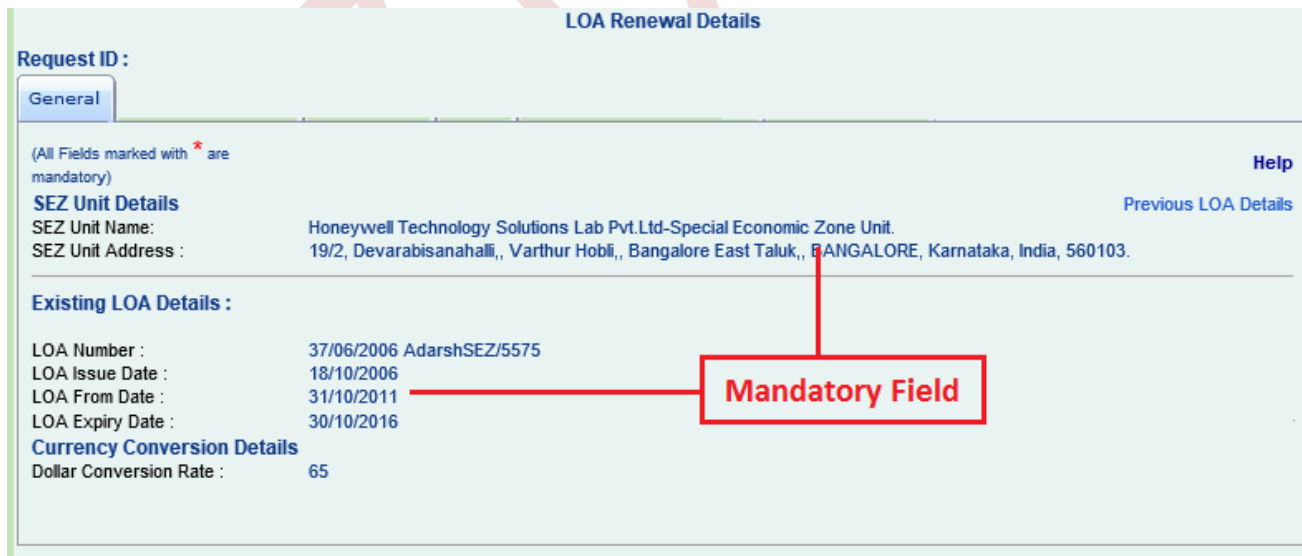 LOA Renewal Details
Request ID :
General
(All Fields marked with * are
mandatory)
Help
SEZ Unit Details
Previous LOA Details
SEZ Unit Name: Honeywell Technology Solutions Lab Pvt.Ltd-Special Economic Zone Unit.
SEZ Unit Address : 19/2, Devarabisanahalli,, Varthur Hobli,, Bangalore East Taluk,, BANGALORE, Karnataka, India, 560103.
Existing LOA Details :
LOA Number : 37/06/2006 AdarshSEZ/5575
LOA Issue Date : 18/10/2006
LOA From Date : 31/10/2011
Mandatory Field
LOA Expiry Date : 30/10/2016
Currency Conversion Details
Dollar Conversion Rate : 65